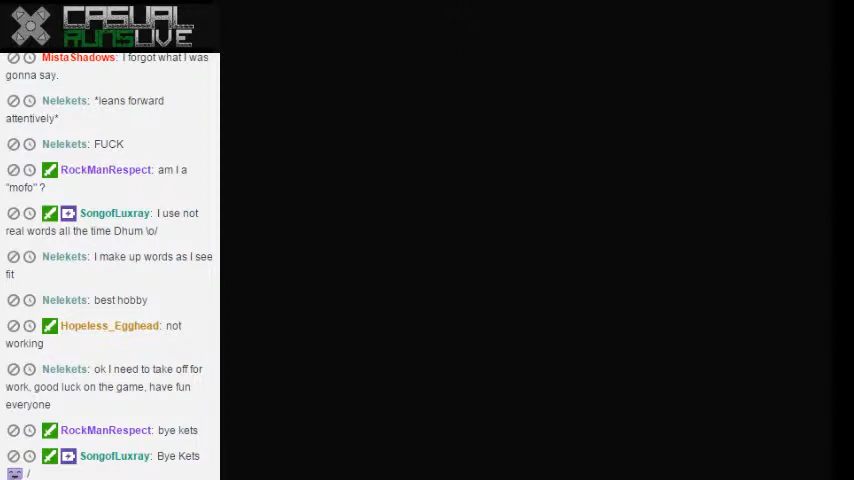 CASUAL
RUNSLIVE
MistaShadows: I forgot what I was
gonna say.
Nelekets: *leans forward
attentively*
Nelekets: FUCK
RockManRespect: am I a
"mofo" ?
SongofLuxray: I use not
real words all the time Dhum \o/
Nelekets: I make up words as I see
fit
Nelekets: best hobby
Hopeless_Egghead: not
working
Nelekets: ok I need to take off for
work, good luck on the game, have fun
everyone
RockManRespect: bye kets
SongofLuxray: Bye Kets
/